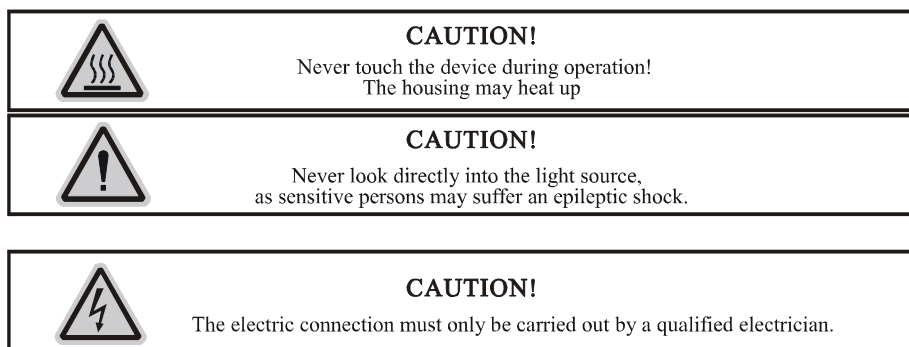 CAUTION!
Never touch the device during operation!
The housing may heat up
CAUTION!
Never look directly into the light source,
as sensitive persons may suffer an epileptic shock.
CAUTION!
The electric connection must only be carried out by a qualified electrician.